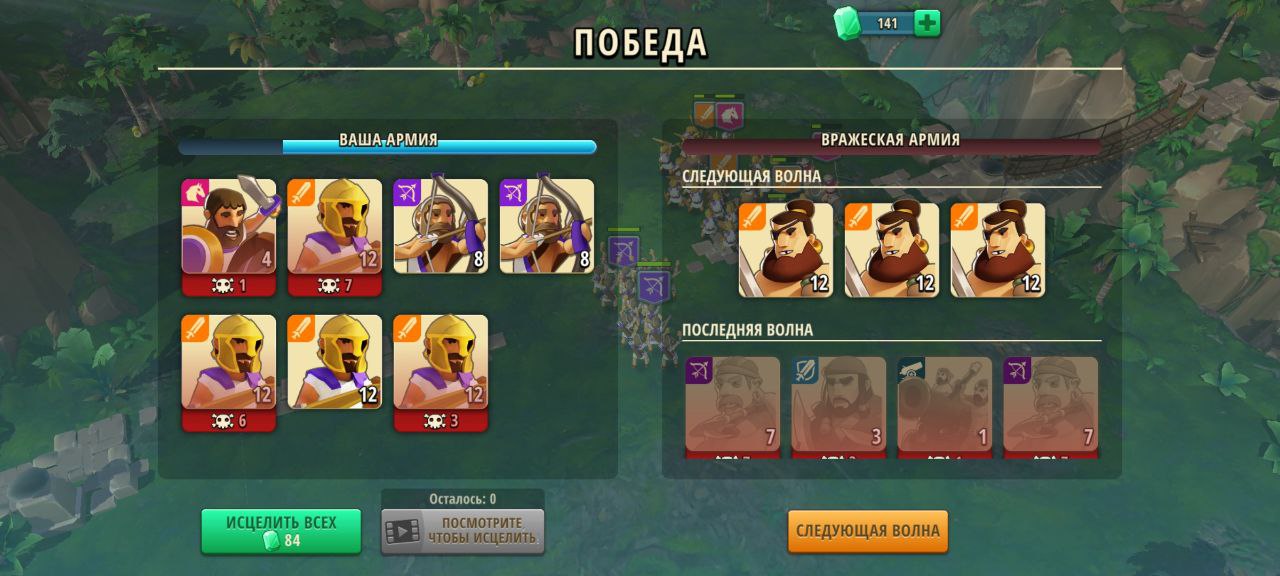 141
ПОБЕДА
ВАША АРМИЯ
4
12
8
8
1
7
12
12
12
6
3
ВРАЖЕСКАЯ АРМИЯ
СЛЕДУЮЩАЯ ВОЛНА
12
12
12
ПОСЛЕДНЯЯ ВОЛНА
7
3
1
7
ИСЦЕЛИТЬ ВСЕХ
84
Осталось: 0
ПОСМОТРИТЕ,
ЧТОБЫ ИСЦЕЛИТЬ.
СЛЕДУЮЩАЯ ВОЛНА